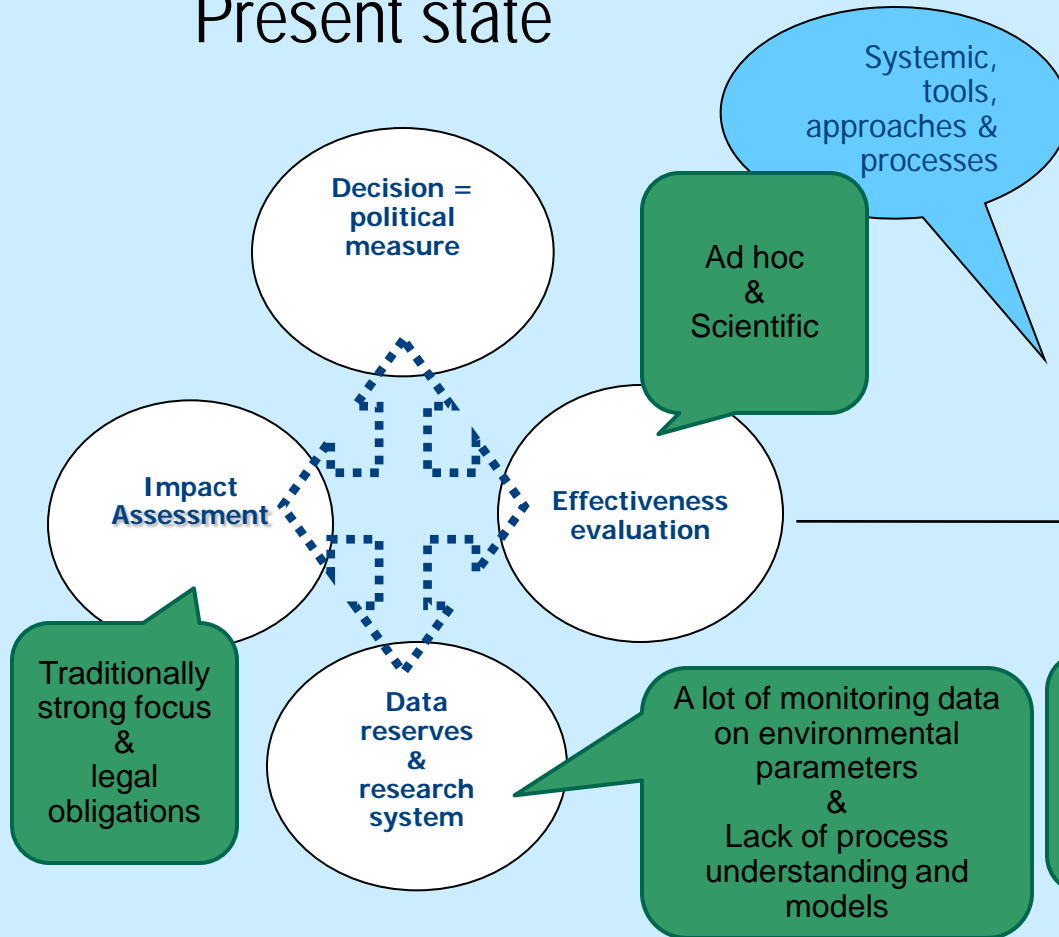 Present state
Systemic,
tools,
approaches &
processes
Decision =
political
measure
Ad hoc
&
Scientific
Impact
Assessment
Effectiveness
evaluation
Traditionally
strong focus
&
legal
obligations
Data
reserves
&
research
system
A lot of monitoring data
on environmental
parameters
&
Lack of process
understanding and
models